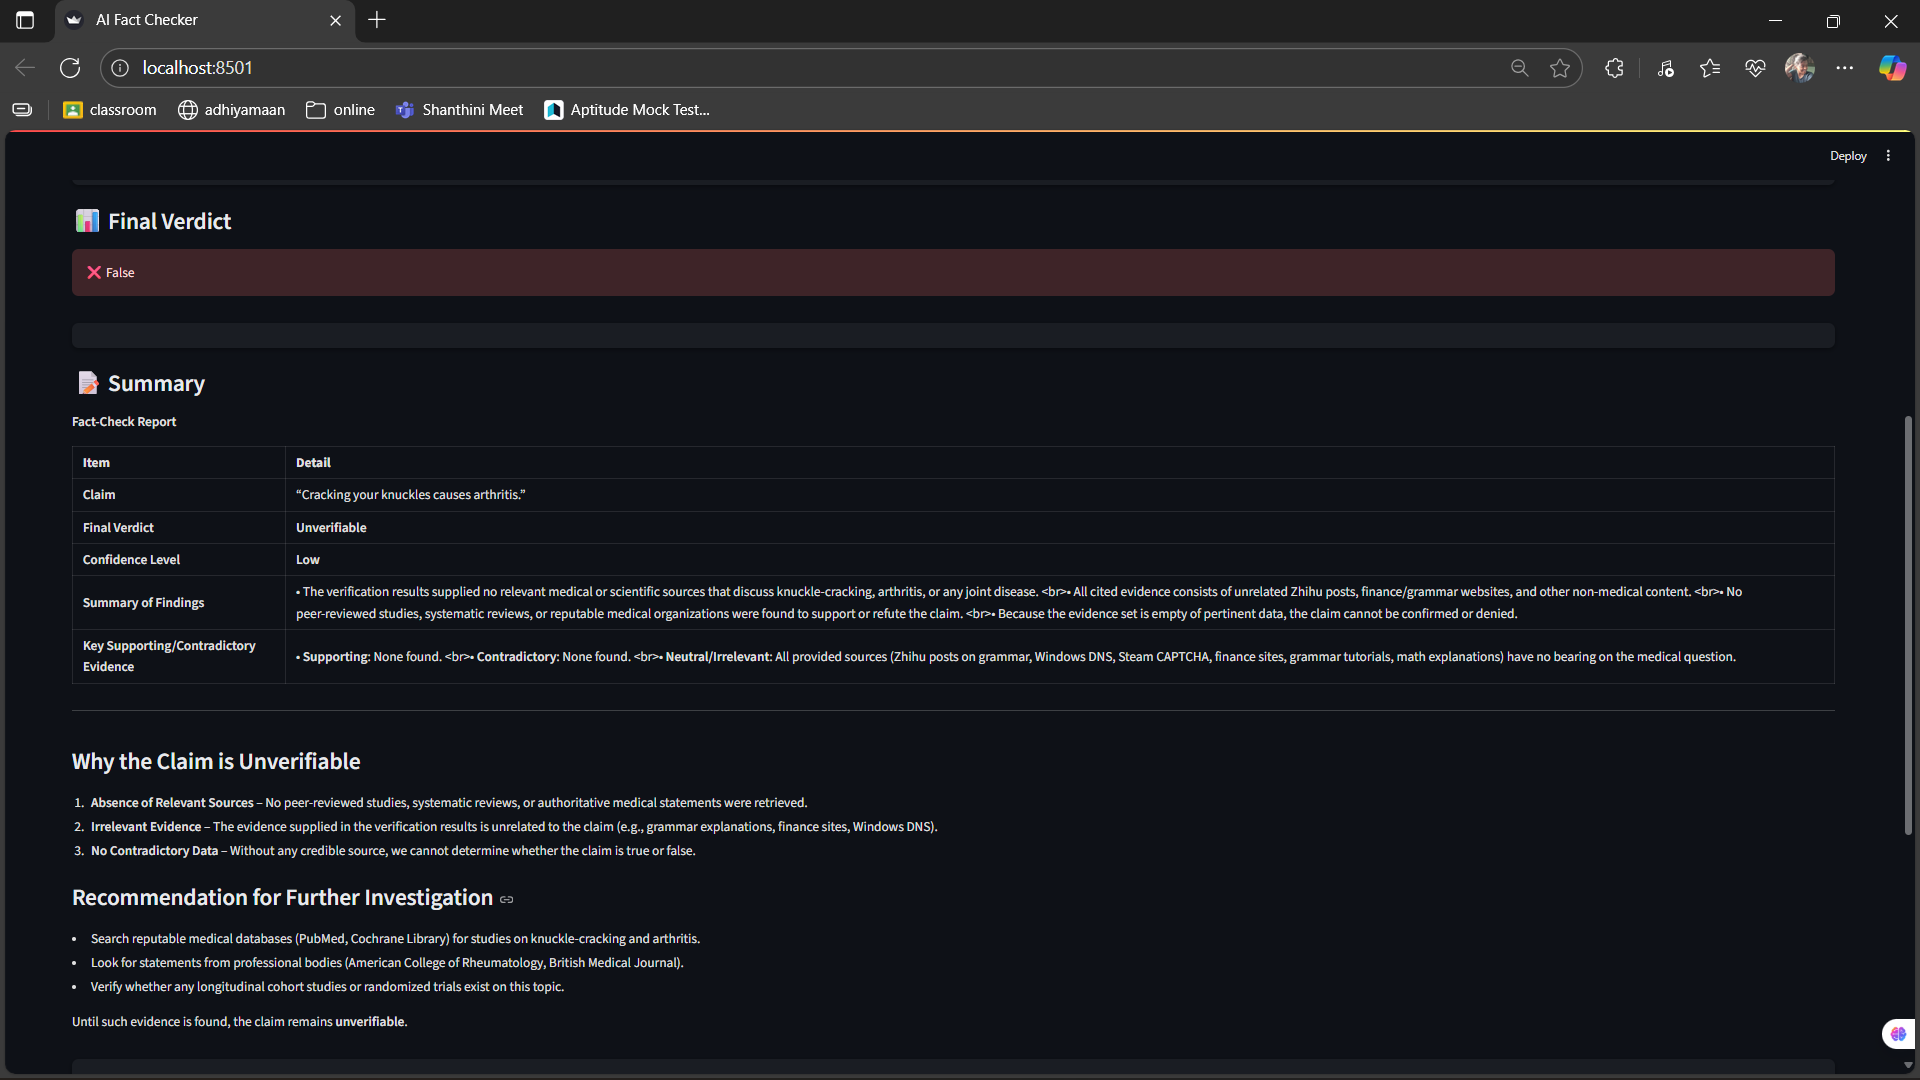 AI Fact Checker
localhost:8501
classroom
adhiyamaan
online
Shanthini Meet
Aptitude Mock Test...
Deploy
Final Verdict
False
Summary
Fact-Check Report
Item
Detail
Claim
“Cracking your knuckles causes arthritis.”
Final Verdict
Unverifiable
Confidence Level
Low
Summary of Findings
• The verification results supplied no relevant medical or scientific sources that discuss knuckle-cracking, arthritis, or any joint disease. <br>• All cited evidence consists of unrelated Zhihu posts, finance/grammar websites, and other non-medical content. <br>• No
peer-reviewed studies, systematic reviews, or reputable medical organizations were found to support or refute the claim. <br>• Because the evidence set is empty of pertinent data, the claim cannot be confirmed or denied.
Key Supporting/Contradictory
Evidence
• Supporting: None found. <br>• Contradictory: None found. <br>• Neutral/Irrelevant: All provided sources (Zhihu posts on grammar, Windows DNS, Steam CAPTCHA, finance sites, grammar tutorials, math explanations) have no bearing on the medical question.
Why the Claim is Unverifiable
1. Absence of Relevant Sources – No peer-reviewed studies, systematic reviews, or authoritative medical statements were retrieved.
2. Irrelevant Evidence – The evidence supplied in the verification results is unrelated to the claim (e.g., grammar explanations, finance sites, Windows DNS).
3. No Contradictory Data – Without any credible source, we cannot determine whether the claim is true or false.
Recommendation for Further Investigation
• Search reputable medical databases (PubMed, Cochrane Library) for studies on knuckle-cracking and arthritis.
• Look for statements from professional bodies (American College of Rheumatology, British Medical Journal).
• Verify whether any longitudinal cohort studies or randomized trials exist on this topic.
Until such evidence is found, the claim remains unverifiable.